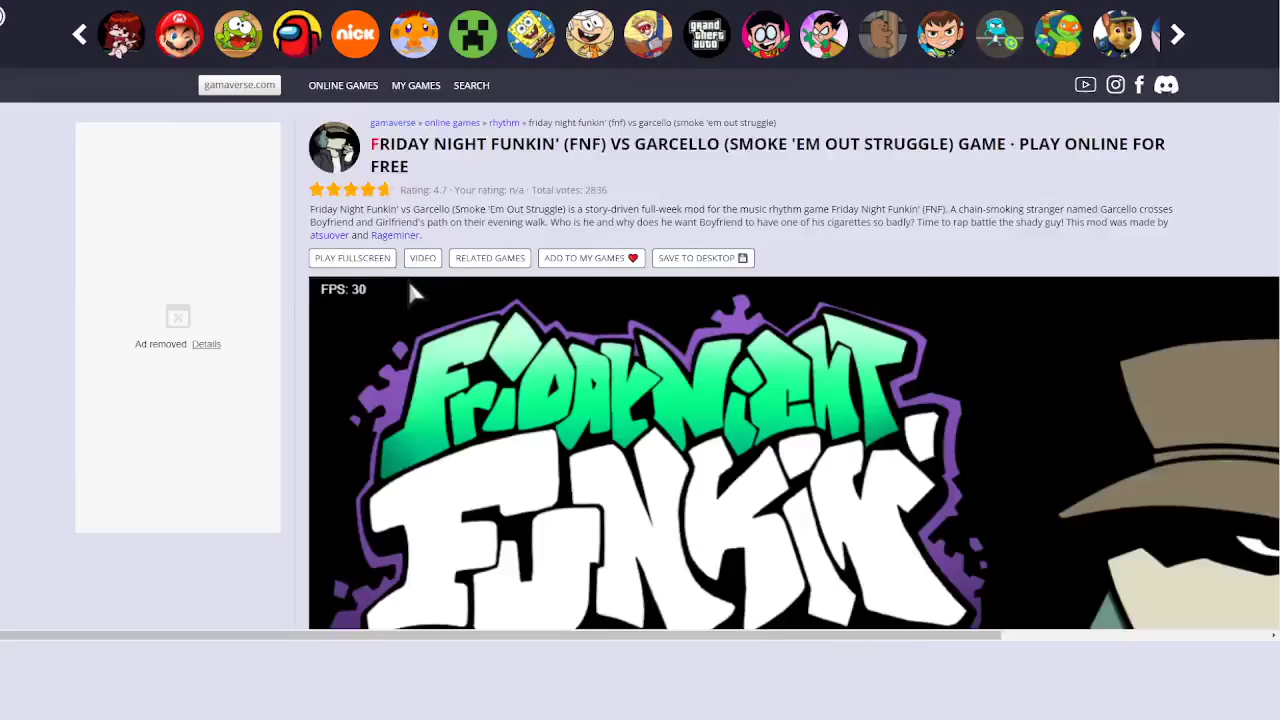 nick
grand
theft
auto
gamaverse.com
ONLINE GAMES
MY GAMES
SEARCH
gamaverse » online games » rhythm » friday night funkin' (fnf) vs garcello (smoke 'em out struggle)
FRIDAY NIGHT FUNKIN' (FNF) VS GARCELLO (SMOKE 'EM OUT STRUGGLE) GAME · PLAY ONLINE FOR
FREE
Rating: 4.7 · Your rating: n/a · Total votes: 2836
Friday Night Funkin' vs Garcello (Smoke 'Em Out Struggle) is a story-driven full-week mod for the music rhythm game Friday Night Funkin' (FNF). A chain-smoking stranger named Garcello crosses
Boyfriend and Girlfriend's path on their evening walk. Who is he and why does he want Boyfriend to have one of his cigarettes so badly? Time to rap battle the shady guy! This mod was made by
atsuover and Rageminer.
PLAY FULLSCREEN
VIDEO
RELATED GAMES
ADD TO MY GAMES
SAVE TO DESKTOP
Ad removed Details
FPS: 30
FRiDAY NiGHT
FUNKiN'